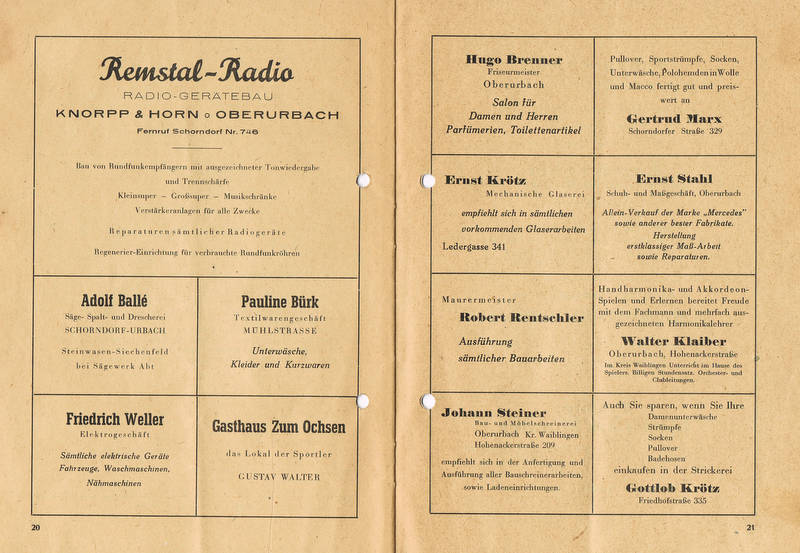 Remstal-Radio
RADIO-GERÄTEBAU
KNORPP & HORN o OBERURBACH
Fernruf Schorndorf Nr. 746
Bau von Rundfunkempfängern mit ausgezeichneter Tonwiedergabe
und Trennschärfe
Kleinsuper – Großsuper – Musikschränke
Verstärkeranlagen für alle Zwecke
Reparaturen sämtlicher Radiogeräte
Regenerier-Einrichtung für verbrauchte Rundfunkröhren
Adolf Ballé
Säge- Spalt- und Drescherei
SCHORNDORF-URBACH
Steinwasen-Siechenfeld
bei Sägewerk Abt
Pauline Bürk
Textilwarengeschäft
MÜHLSTRASSE
Unterwäsche,
Kleider und Kurzwaren
Friedrich Weller
Elektrogeschäft
Sämtliche elektrische Geräte
Fahrzeuge, Waschmaschinen,
Nähmaschinen
Gasthaus Zum Ochsen
das Lokal der Sportler
GUSTAV WALTER
20
Hugo Brenner
Friseurmeister
Oberurbach
Salon für
Damen und Herren
Parfümerien, Toilettenartikel
Pullover, Sportstrümpfe, Socken,
Unterwäsche, Polohemden in Wolle
und Macco fertigt gut und preis-
wert an
Gertrud Marx
Schorndorfer Straße 329
Ernst Krötz
Mechanische Glaserei
empfiehlt sich in sämtlichen
vorkommenden Glaserarbeiten
Ledergasse 341
Ernst Stahl
Schuh- und Maßgeschäft, Oberurbach
Allein-Verkauf der Marke „Mercedes"
sowie anderer bester Fabrikate.
Herstellung
erstklassiger Maß-Arbeit
sowie Reparaturen.
Maurermeister
Robert Rentschler
Ausführung
sämtlicher Bauarbeiten
Handharmonika- und Akkordeon-
Spielen und Erlernen bereitet Freude
mit dem Fachmann und mehrfach aus-
gezeichneten Harmonikalehrer
Walter Klaiber
Oberurbach, Hohenackerstraße
Im Kreis Waiblingen Unterricht im Hause des
Spielers. Billigen Stundensatz. Orchester- und
Clubleitungen.
Johann Steiner
Bau- und Möbelschreinerei
Oberurbach Kr. Waiblingen
Hohenackerstraße 209
empfiehlt sich in der Anfertigung und
Ausführung aller Bauschreinerarbeiten,
sowie Ladeneinrichtungen.
Auch Sie sparen, wenn Sie Ihre
Damenunterwäsche
Strümpfe
Socken
Pullover
Badehosen
einkaufen in der Strickerei
Gottlob Krötz
Friedhofstraße 335
21